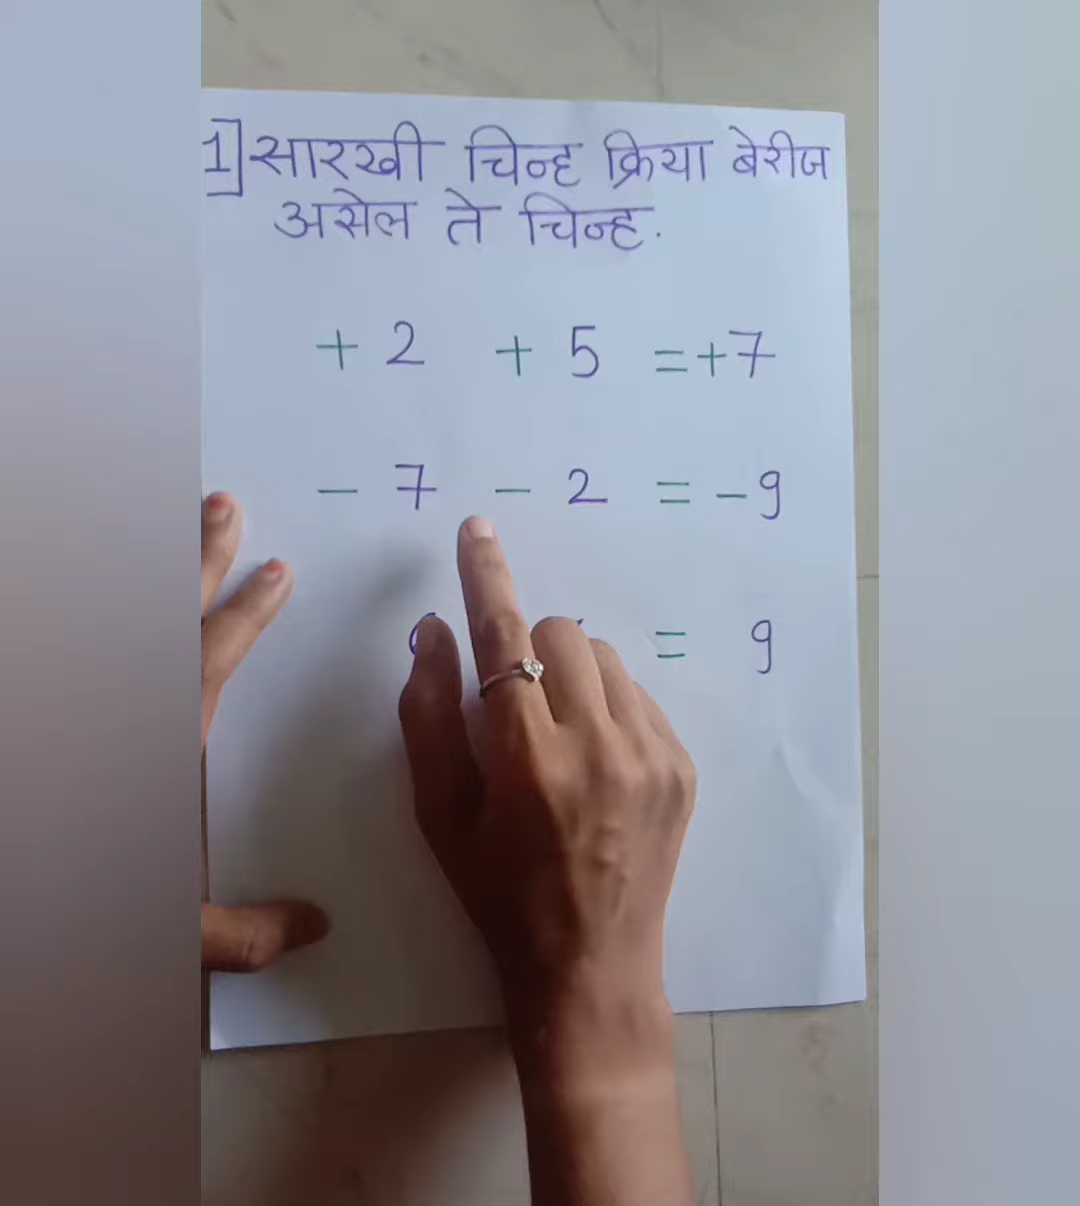 1] सारखी चिन्ह क्रिया बेरीज
असेल ते चिन्ह.
+ 2 + 5 = +7
- 7 - 2 = -9
= 9